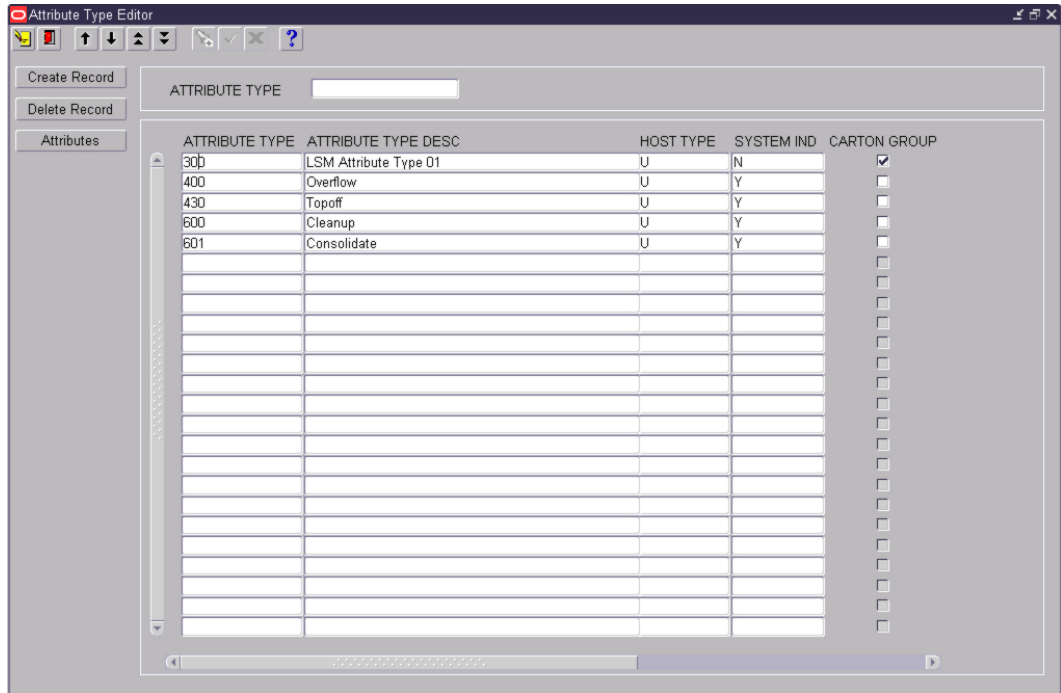 Attribute Type Editor
?
Create Record
Delete Record
Attributes
ATTRIBUTE TYPE
ATTRIBUTE TYPE ATTRIBUTE TYPE DESC HOST TYPE SYSTEM IND CARTON GROUP
300 LSM Attribute Type 01 U N
400 Overflow U Y
430 Topoff U Y
600 Cleanup U Y
601 Consolidate U Y